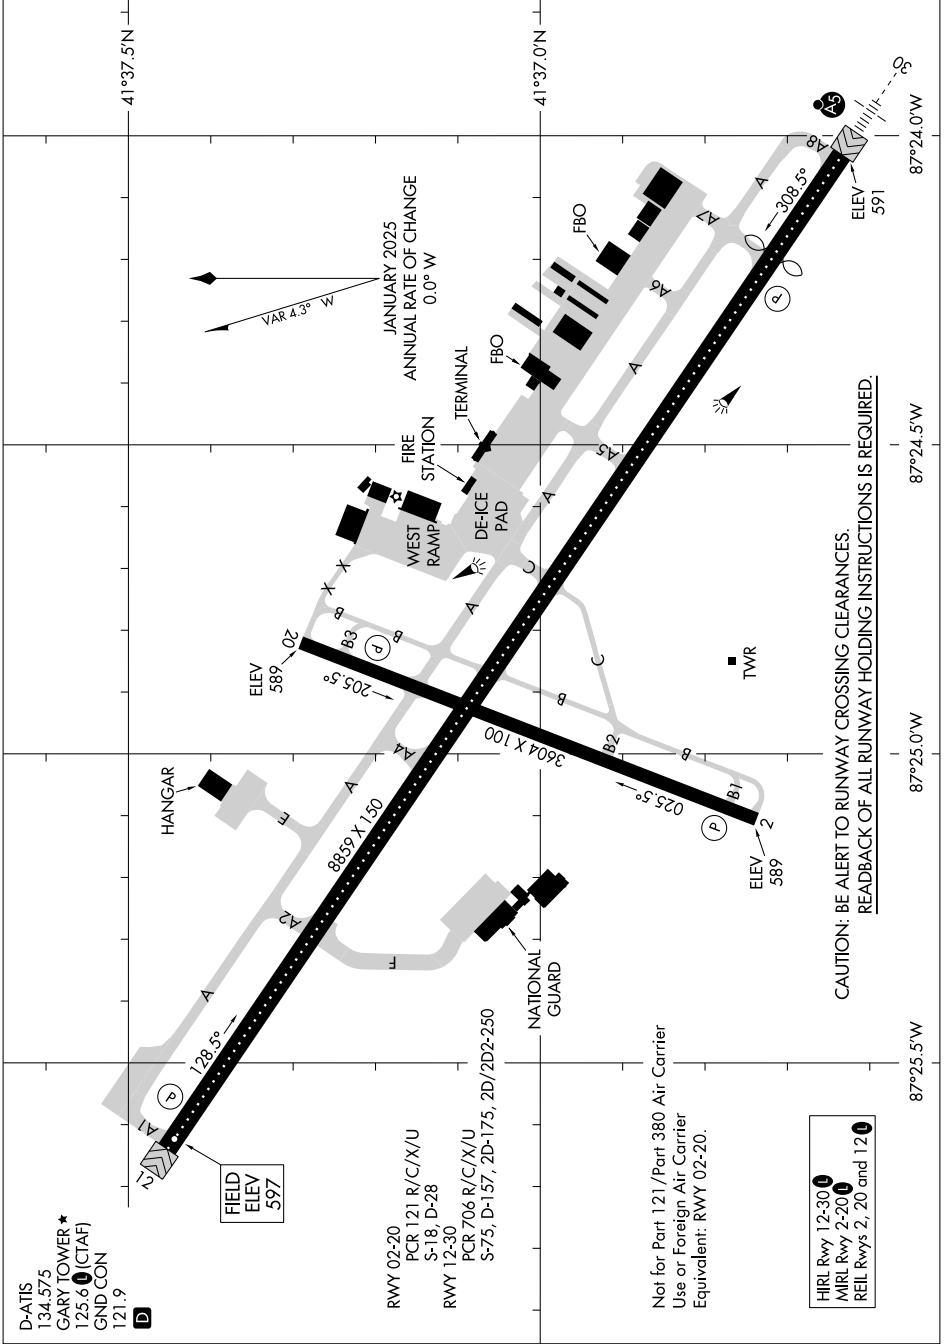 D-ATIS
134.575
GARY TOWER ★
125.6 L (CTAF)
GND CON
121.9
D
41°37.5'N
41°37.0'N
87°24.0'W
87°24.5'W
87°25.0'W
87°25.5'W
JANUARY 2025
ANNUAL RATE OF CHANGE
0.0° W
VAR 4.3° W
FIELD
ELEV
597
12
A1
P
128.5°
A
A2
8859 X 150
F
E
HANGAR
A
A4
ELEV
589
20
205.5°
B3
P
B
B
X
X
A
WEST
RAMP
FIRE
STATION
TERMINAL
DE-ICE
PAD
FBO
FBO
A
A5
A
A6
A7
A
A8
308.5°
P
ELEV
591
A5
30
C
C
B
B2
B
B1
3604 X 100
025.5°
P
2
ELEV
589
TWR
NATIONAL
GUARD
RWY 02-20
PCR 121 R/C/X/U
S-18, D-28
RWY 12-30
PCR 706 R/C/X/U
S-75, D-157, 2D-175, 2D/2D2-250
Not for Part 121/Part 380 Air Carrier
Use or Foreign Air Carrier
Equivalent: RWY 02-20.
CAUTION: BE ALERT TO RUNWAY CROSSING CLEARANCES.
READBACK OF ALL RUNWAY HOLDING INSTRUCTIONS IS REQUIRED.
HIRL Rwy 12-30 L
MIRL Rwy 2-20 L
REIL Rwys 2, 20 and 12 L